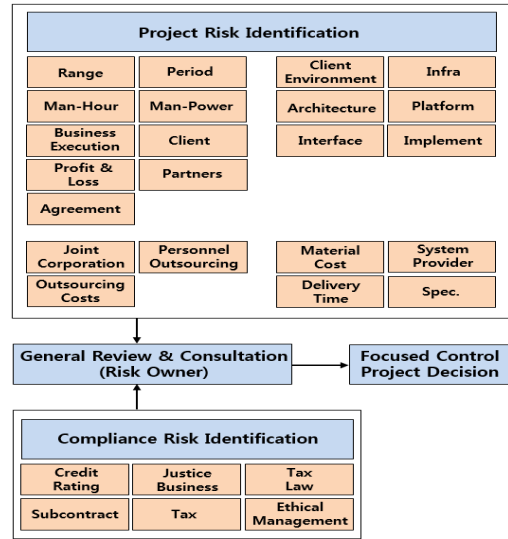 Project Risk Identification
Range
Period
Client
Environment
Infra
Man-Hour
Man-Power
Architecture
Platform
Business
Execution
Client
Interface
Implement
Profit &
Loss
Partners
Agreement
Joint
Corporation
Personnel
Outsourcing
Material
Cost
System
Provider
Outsourcing
Costs
Delivery
Time
Spec.
General Review & Consultation
(Risk Owner)
Focused Control
Project Decision
Compliance Risk Identification
Credit
Rating
Justice
Business
Tax
Law
Subcontract
Tax
Ethical
Management